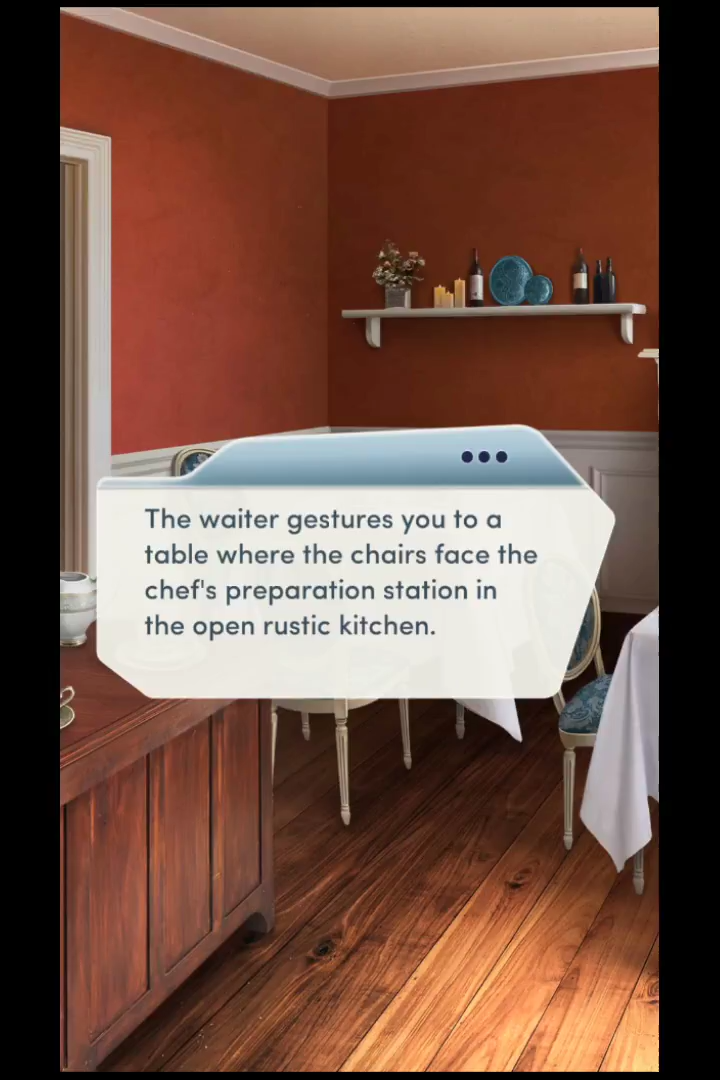 The waiter gestures you to a
table where the chairs face the
chef's preparation station in
the open rustic kitchen.